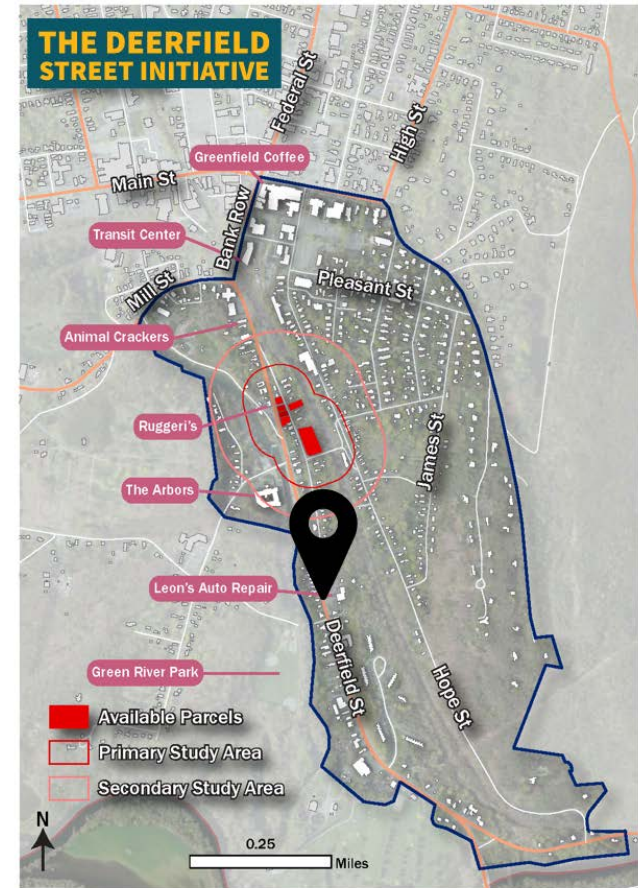 THE DEERFIELD
STREET INITIATIVE
Federal St
High St
Greenfield Coffee
Main St
Bank Row
Transit Center
Pleasant St
Mill St
Animal Crackers
Ruggeri's
James St
The Arbors
Leon's Auto Repair
Deerfield St
Green River Park
Hope St
Available Parcels
Primary Study Area
Secondary Study Area
N
0.25
Miles